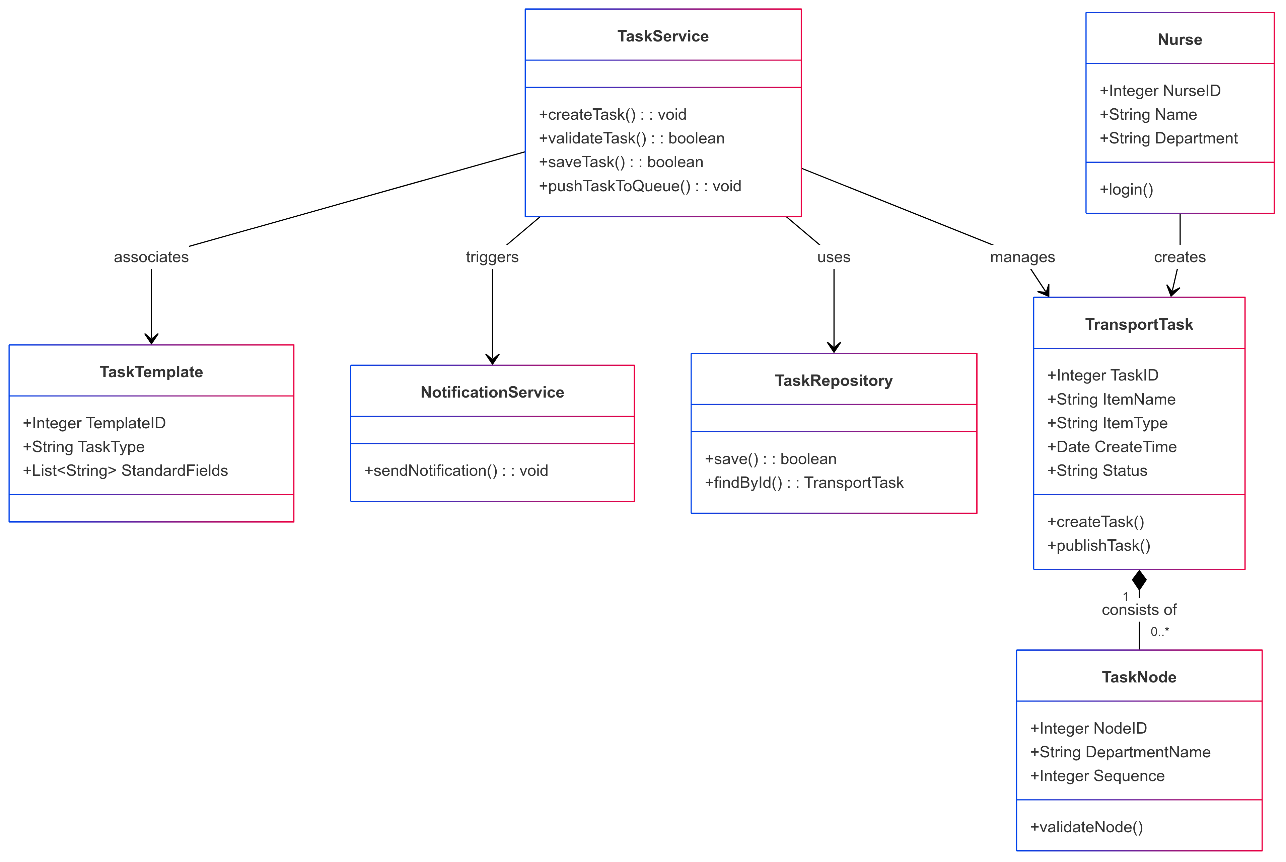 TaskService
+createTask() : : void
+validateTask() : : boolean
+saveTask() : : boolean
+pushTaskToQueue() : : void
Nurse
+Integer NurseID
+String Name
+String Department
+login()
associates
triggers
uses
manages
creates
TaskTemplate
+Integer TemplateID
+String TaskType
+List<String> StandardFields
NotificationService
+sendNotification() : : void
TaskRepository
+save() : : boolean
+findById() : : TransportTask
TransportTask
+Integer TaskID
+String ItemName
+String ItemType
+Date CreateTime
+String Status
+createTask()
+publishTask()
1
consists of
0..*
TaskNode
+Integer NodeID
+String DepartmentName
+Integer Sequence
+validateNode()